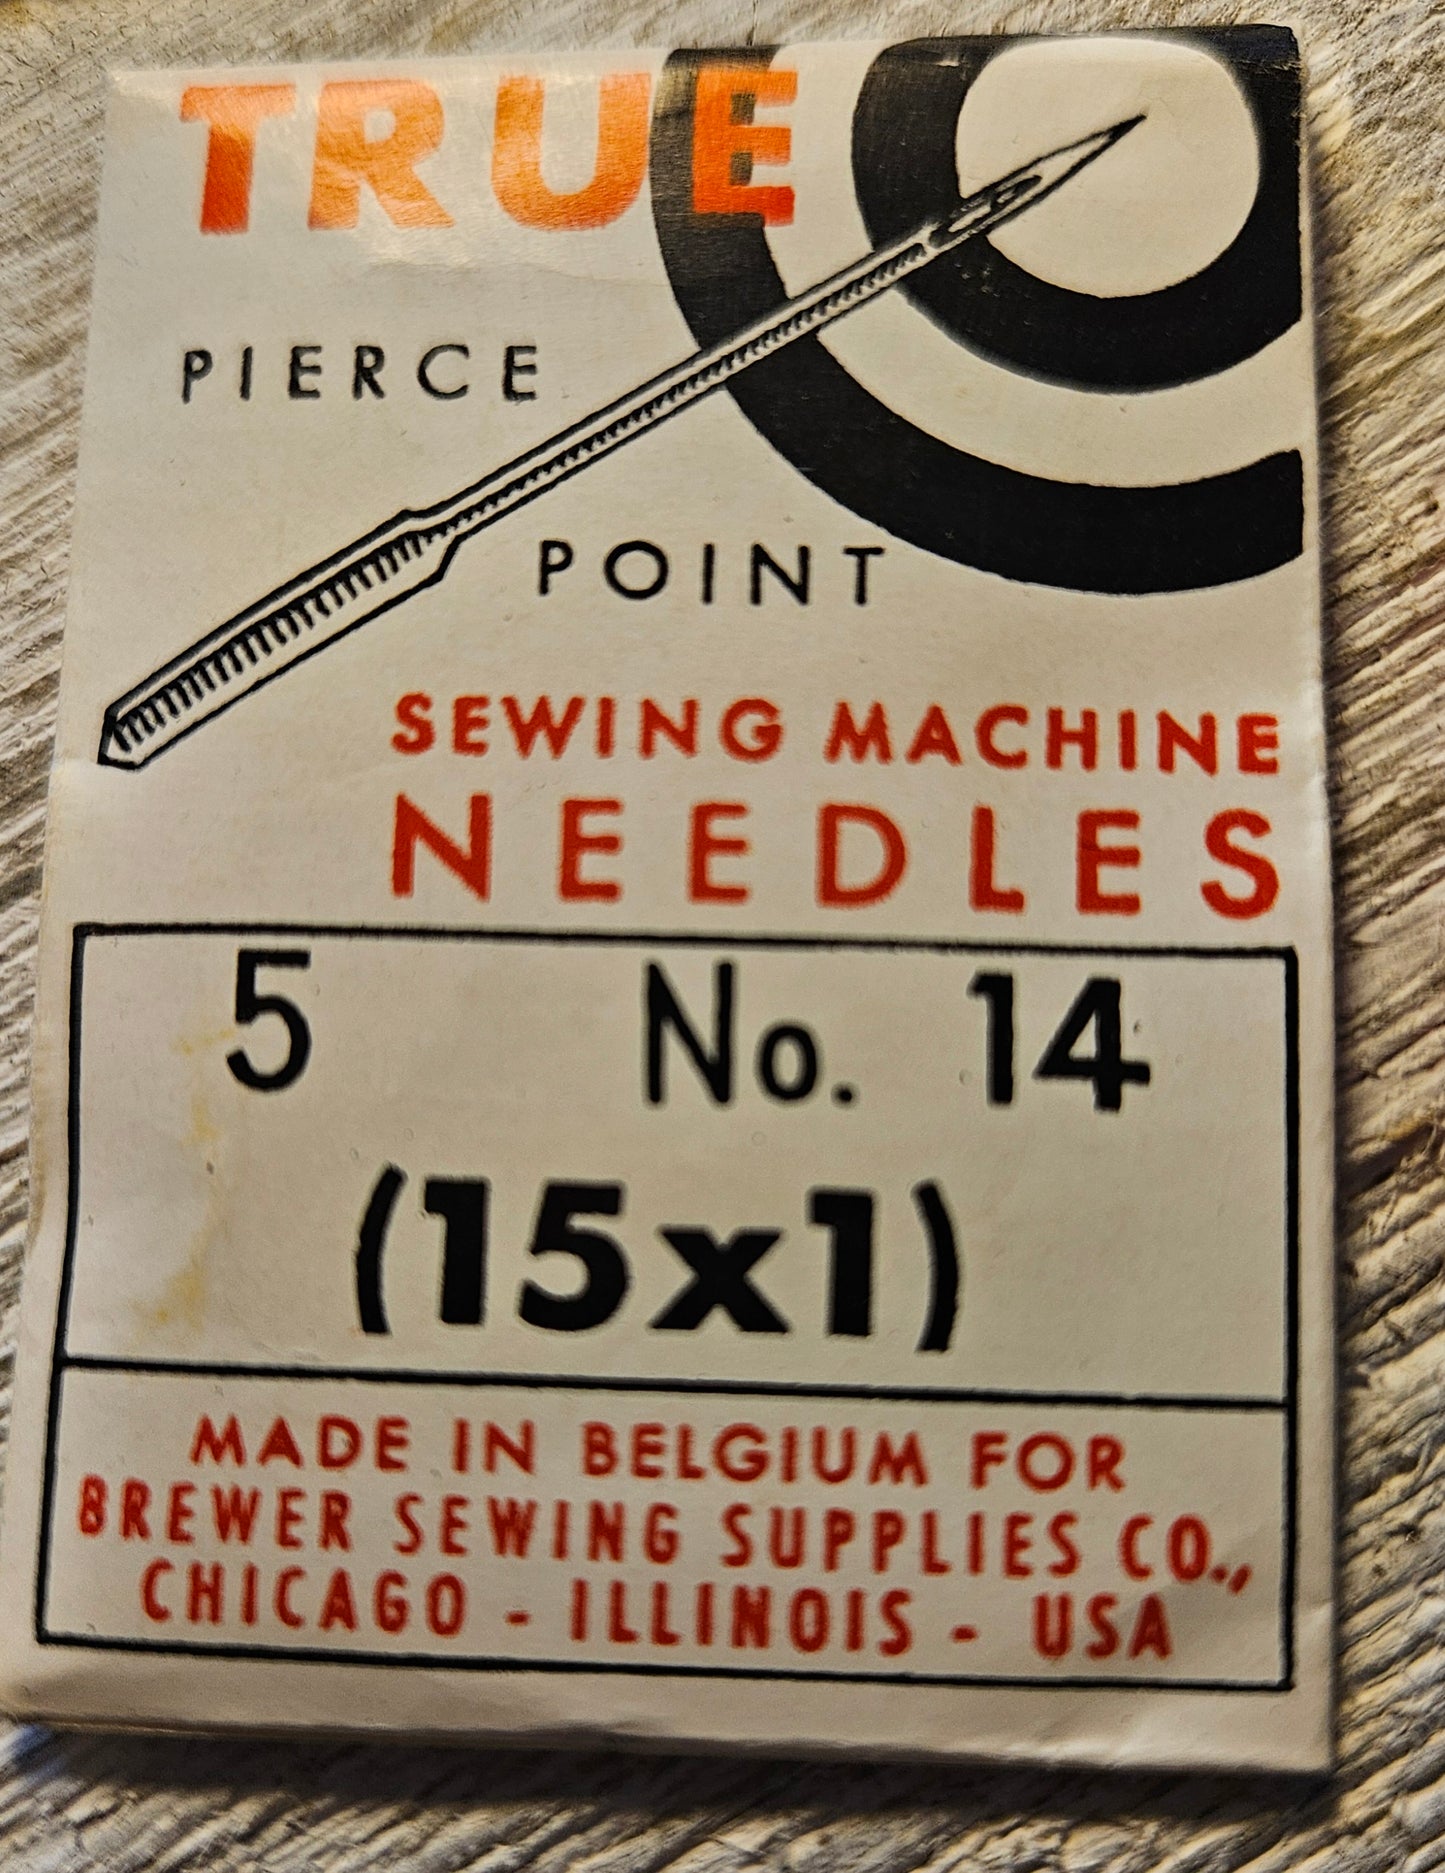 TRUE
PIERCE
POINT
SEWING MACHINE
NEEDLES
5 No. 14
(15x1)
MADE IN BELGIUM FOR
BREWER SEWING SUPPLIES CO.,
CHICAGO - ILLINOIS - USA